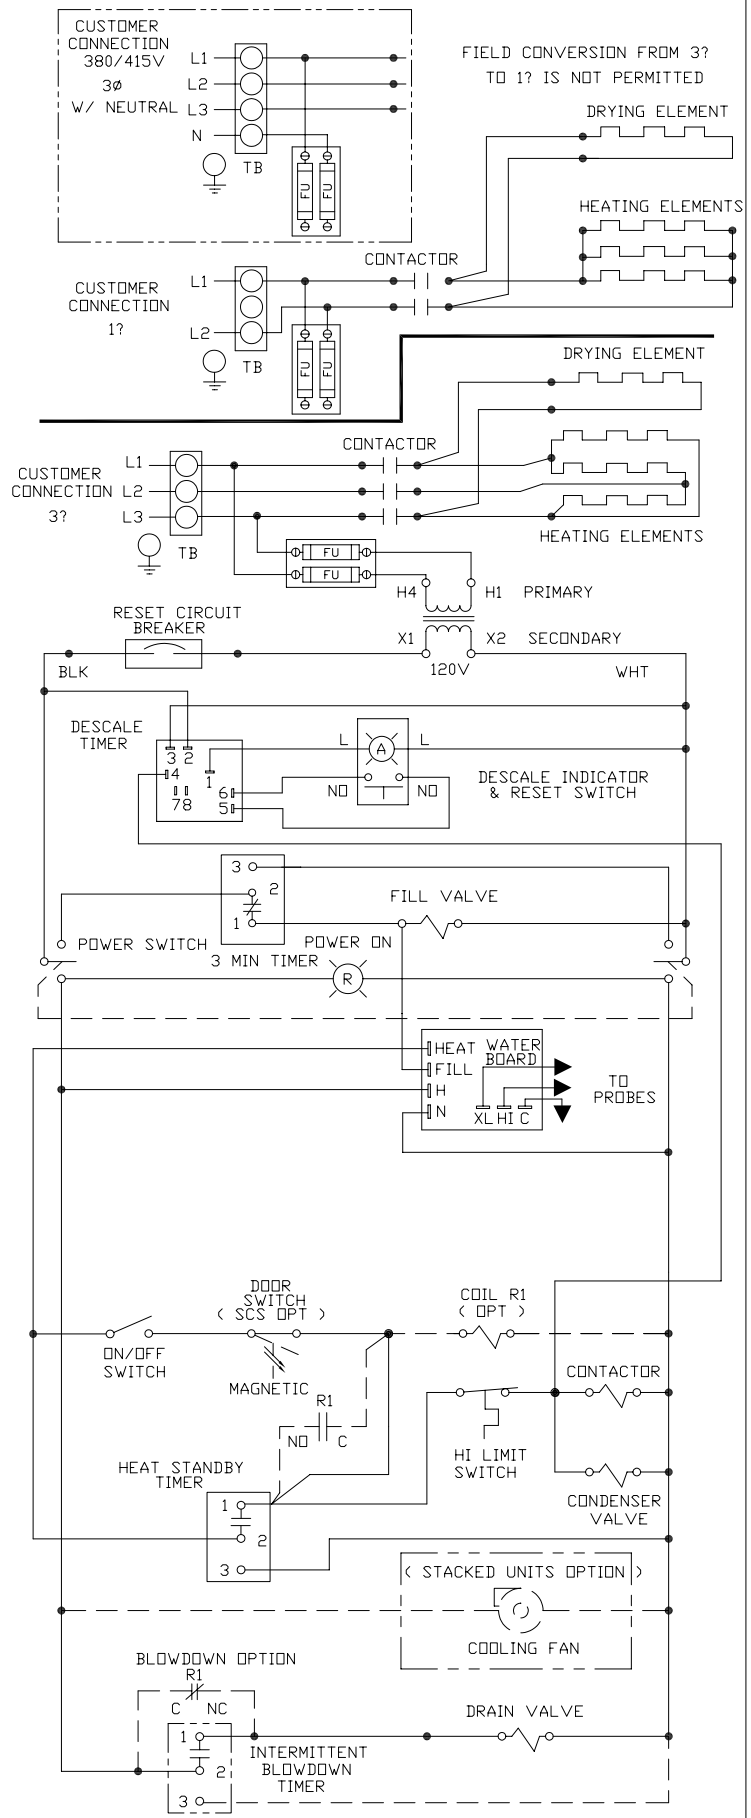 CUSTOMER
CONNECTION
380/415V
3Ø
W/ NEUTRAL
L1
L2
L3
N
TB
FU
FU
FIELD CONVERSION FROM 3?
TO 1? IS NOT PERMITTED
DRYING ELEMENT
HEATING ELEMENTS
CONTACTOR
CUSTOMER
CONNECTION
1?
L1
L2
TB
FU
FU
DRYING ELEMENT
CONTACTOR
CUSTOMER
CONNECTION
3?
L1
L2
L3
TB
HEATING ELEMENTS
FU
FU
H4
H1
PRIMARY
RESET CIRCUIT
BREAKER
X1
X2
SECONDARY
BLK
120V
WHT
DESCALE
TIMER
3 2
4
1
7 8
6
5
L
A
L
NO
NO
DESCALE INDICATOR
& RESET SWITCH
3
2
1
FILL VALVE
POWER SWITCH
3 MIN TIMER
POWER ON
R
HEAT
WATER
BOARD
FILL
H
N
XL HI C
TO
PROBES
DOOR
SWITCH
( SCS OPT )
COIL R1
( OPT )
ON/OFF
SWITCH
MAGNETIC
R1
NO
C
CONTACTOR
HI LIMIT
SWITCH
HEAT STANDBY
TIMER
1
2
3
CONDENSER
VALVE
( STACKED UNITS OPTION )
COOLING FAN
BLOWDOWN OPTION
R1
C
NC
DRAIN VALVE
1
2
3
INTERMITTENT
BLOWDOWN
TIMER